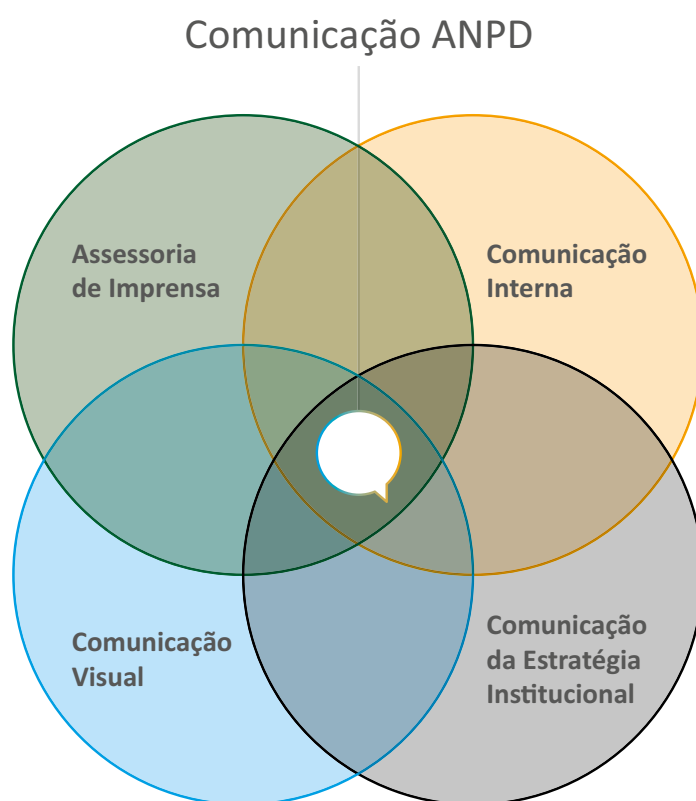 Comunicação ANPD
Assessoria
de Imprensa
Comunicação
Interna
Comunicação
Visual
Comunicação
da Estratégia
Institucional